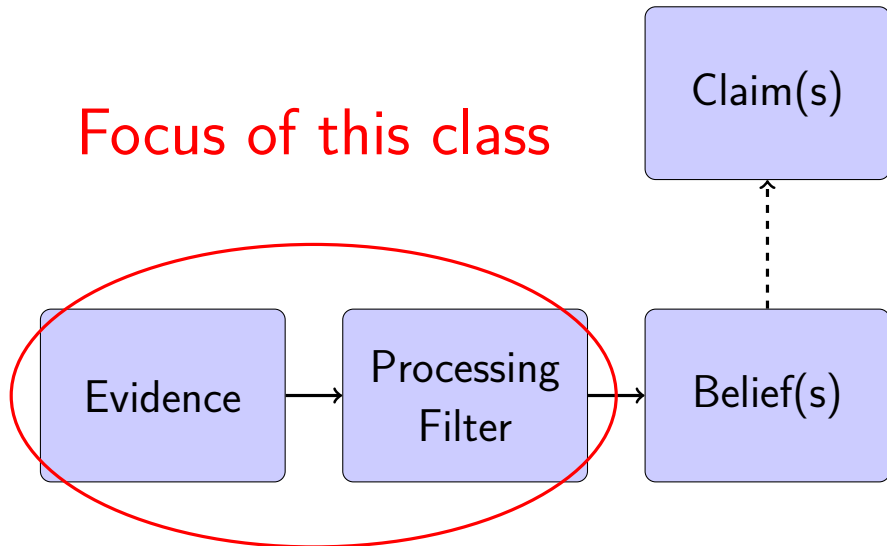 Claim(s)
Focus of this class
Evidence
Processing
Filter
Belief(s)